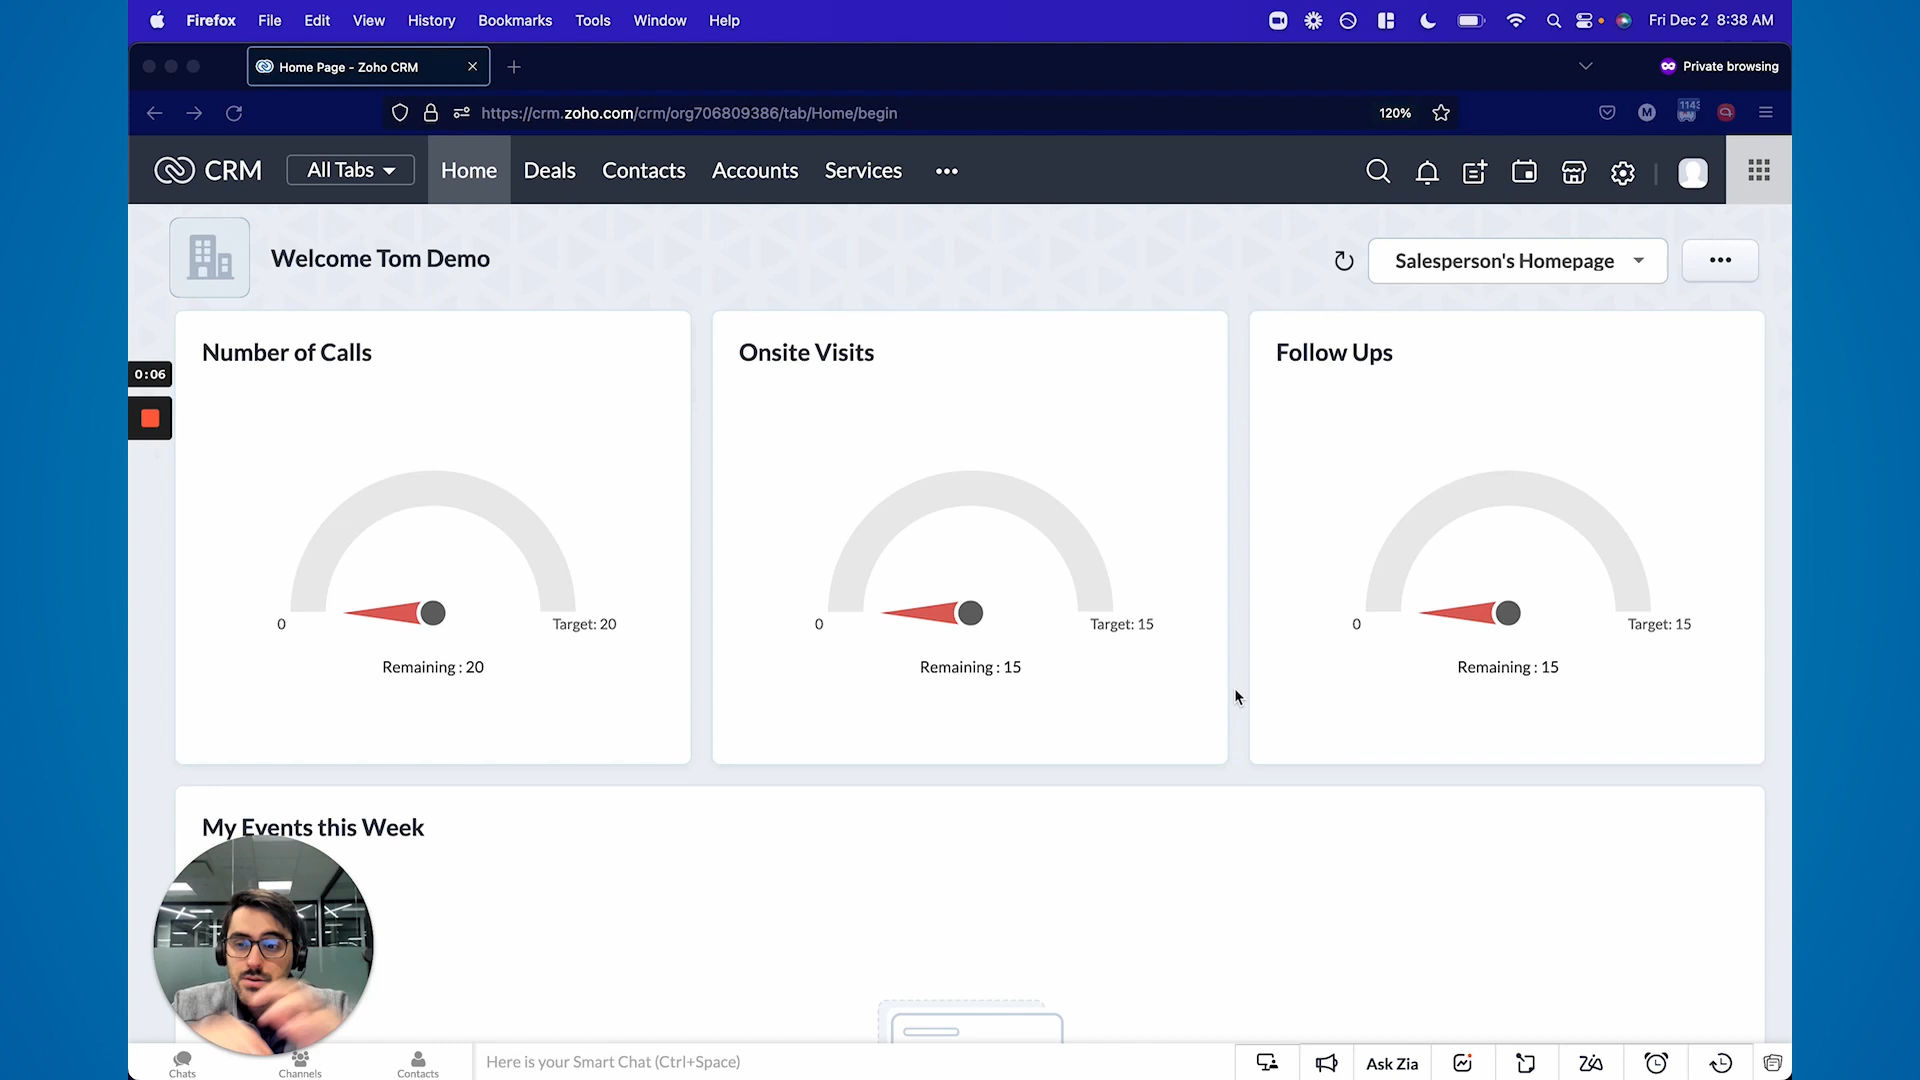 Firefox File Edit View History Bookmarks Tools Window Help Fri Dec 2 8:38 AM
Home Page - Zoho CRM Private browsing
https://crm.zoho.com/crm/org706809386/tab/Home/begin 120% M 1143
CRM All Tabs Home Deals Contacts Accounts Services
Welcome Tom Demo Salesperson's Homepage
Number of Calls
0 Target: 20
Remaining : 20
Onsite Visits
0 Target: 15
Remaining : 15
Follow Ups
0 Target: 15
Remaining : 15
0:06
My Events this Week
Chats Channels Contacts Here is your Smart Chat (Ctrl+Space) Ask Zia